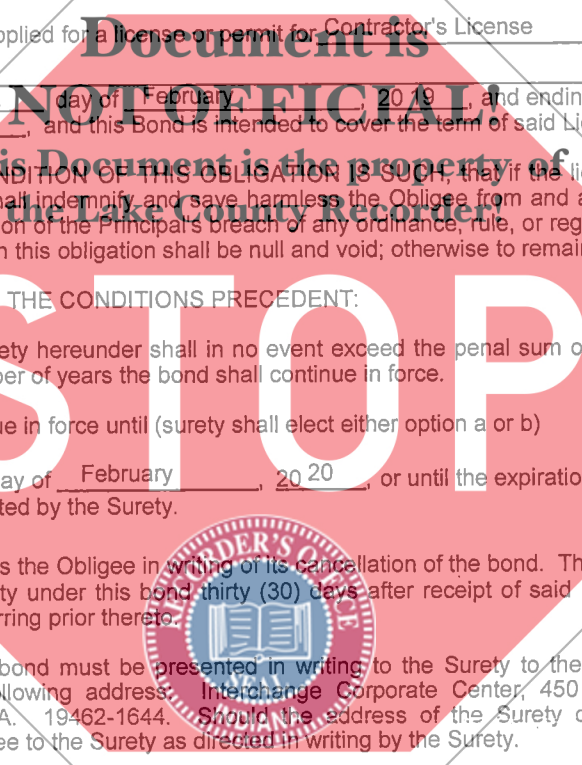 pplied for a license or permit for Contractor's License
Document is
day of February, 20 19, and endin
NOT OFFICIAL!
, and this Bond is intended to cover the term of said Li
is Document is the property of
NDITION OF THIS OBLIGATION IS SUCH, that if the li
hall indemnify and save harmless the Obligee from and a
the Lake County Recorder!
on of the Principal's breach of any ordinance, rule, or reg
n this obligation shall be null and void; otherwise to remai
THE CONDITIONS PRECEDENT:
STOP
ety hereunder shall in no event exceed the penal sum o
ber of years the bond shall continue in force.
ue in force until (surety shall elect either option a or b)
ay of February, 20 20, or until the expiratio
ted by the Surety.
RECORDER'S OFFICE
s the Obligee in writing of its cancellation of the bond. Th
ty under this bond thirty (30) days after receipt of said
rring prior thereto.
SEAL
INDIANA
bond must be presented in writing to the Surety to the
llowing address: Interchange Corporate Center, 450
A. 19462-1644. Should the address of the Surety c
ee to the Surety as directed in writing by the Surety.